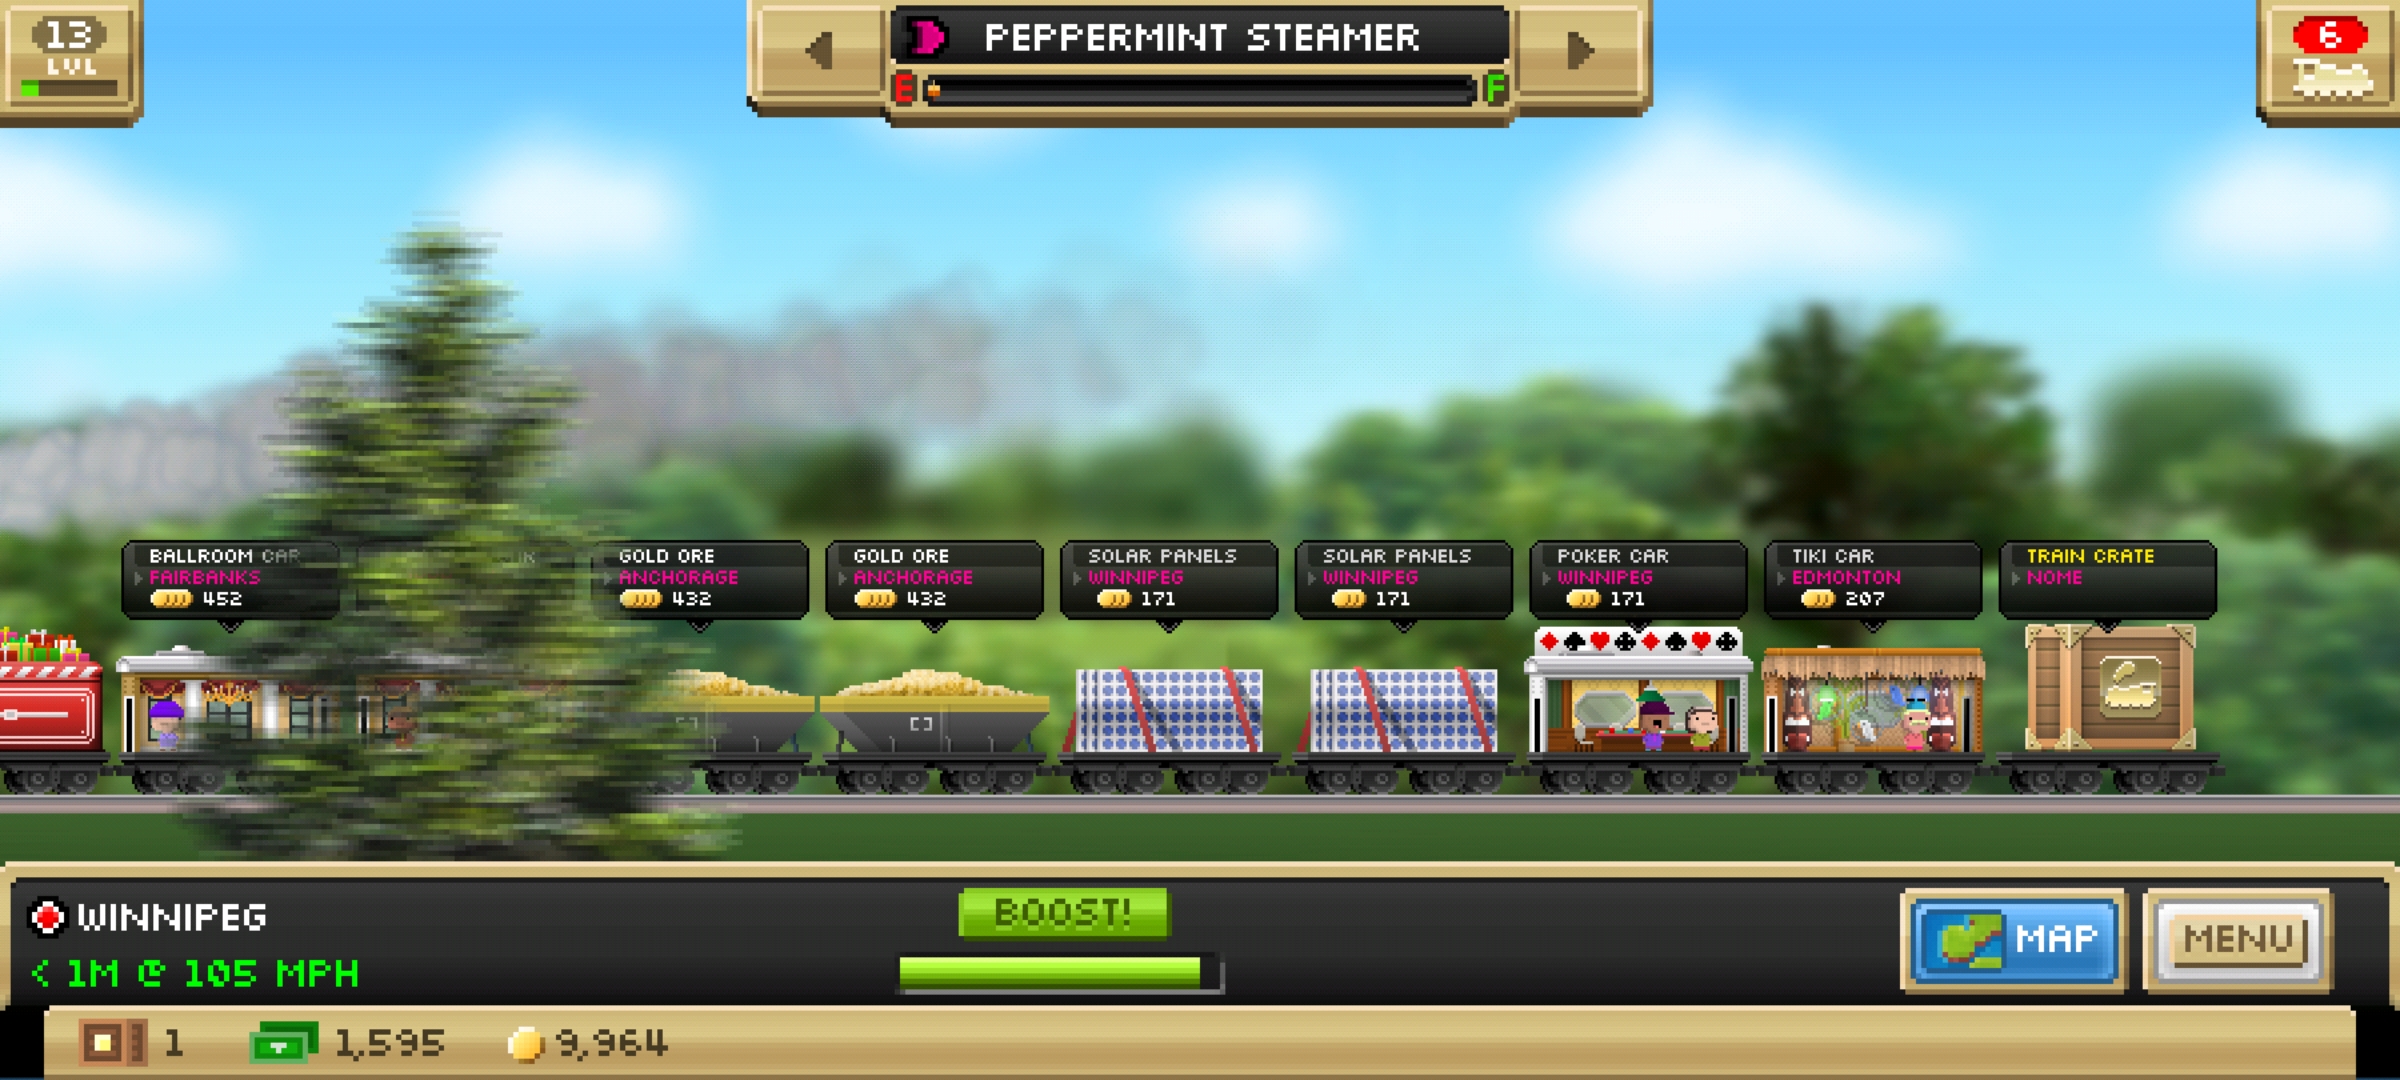 13
LVL
PEPPERMINT STEAMER
E
F
6
BALLROOM CAR
FAIRBANKS
452
GOLD ORE
ANCHORAGE
432
GOLD ORE
ANCHORAGE
432
SOLAR PANELS
WINNIPEG
171
SOLAR PANELS
WINNIPEG
171
POKER CAR
WINNIPEG
171
TIKI CAR
EDMONTON
207
TRAIN CRATE
NOME
WINNIPEG
< 1M @ 105 MPH
BOOST!
MAP
MENU
1
1,595
9,964